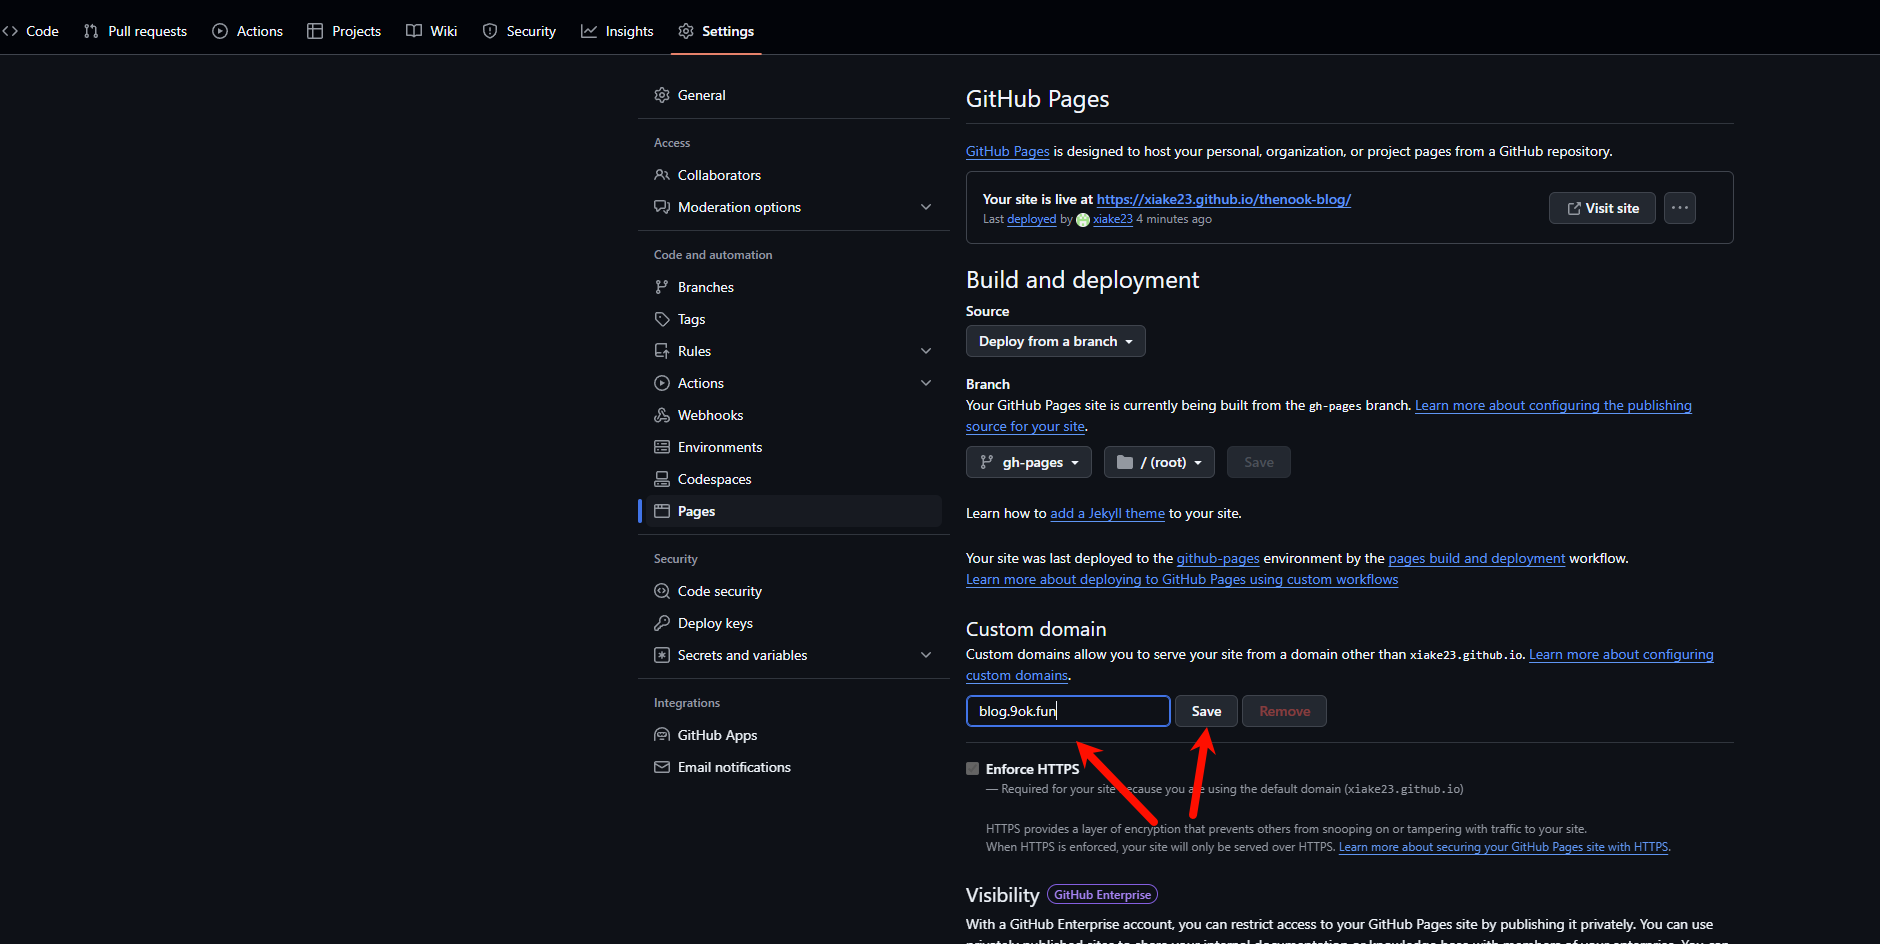 Code Pull requests Actions Projects Wiki Security Insights Settings
General
Access
Collaborators
Moderation options
Code and automation
Branches
Tags
Rules
Actions
Webhooks
Environments
Codespaces
Pages
Security
Code security
Deploy keys
Secrets and variables
Integrations
GitHub Apps
Email notifications
GitHub Pages
GitHub Pages is designed to host your personal, organization, or project pages from a GitHub repository.
Your site is live at https://xiake23.github.io/thenook-blog/
Last deployed by xiake23 4 minutes ago
Visit site
Build and deployment
Source
Deploy from a branch
Branch
Your GitHub Pages site is currently being built from the gh-pages branch. Learn more about configuring the publishing
source for your site.
gh-pages / (root) Save
Learn how to add a Jekyll theme to your site.
Your site was last deployed to the github-pages environment by the pages build and deployment workflow.
Learn more about deploying to GitHub Pages using custom workflows
Custom domain
Custom domains allow you to serve your site from a domain other than xiake23.github.io. Learn more about configuring
custom domains.
blog.9ok.fun Save Remove
Enforce HTTPS
— Required for your site because you are using the default domain (xiake23.github.io)
HTTPS provides a layer of encryption that prevents others from snooping on or tampering with traffic to your site.
When HTTPS is enforced, your site will only be served over HTTPS. Learn more about securing your GitHub Pages site with HTTPS.
Visibility GitHub Enterprise
With a GitHub Enterprise account, you can restrict access to your GitHub Pages site by publishing it privately. You can use